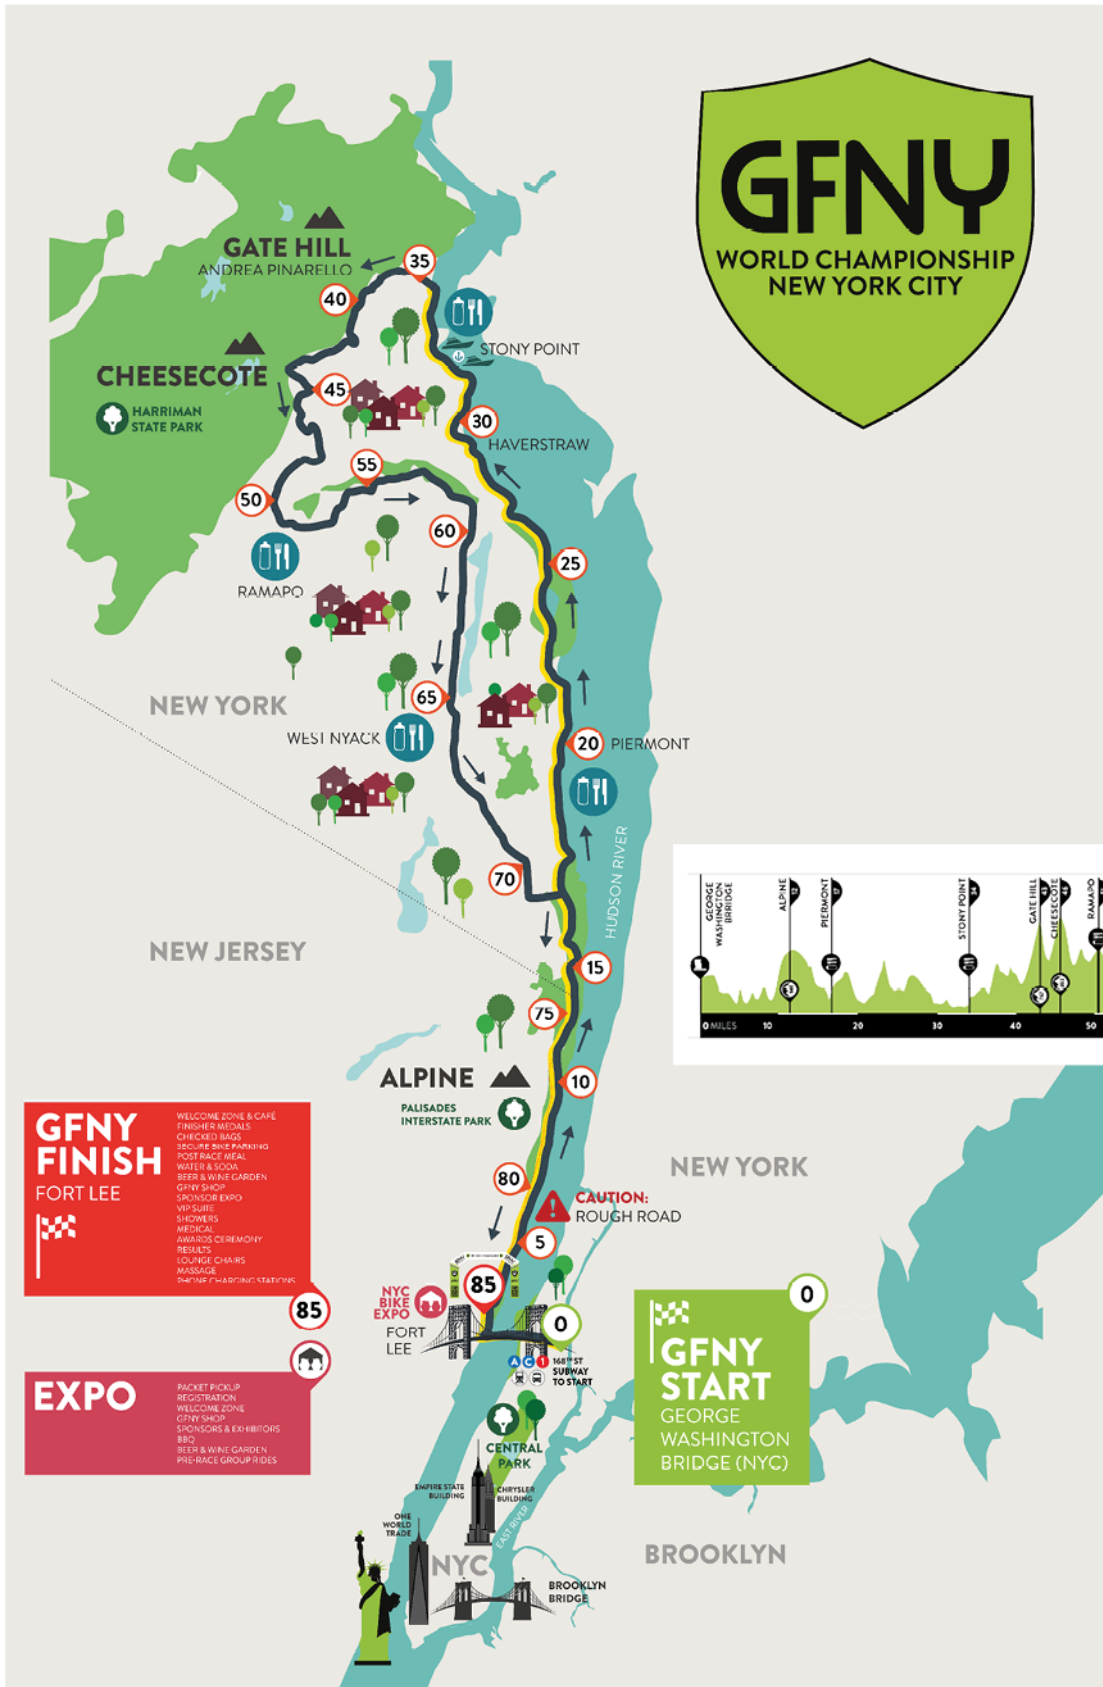 GFNY
WORLD CHAMPIONSHIP
NEW YORK CITY
GATE HILL
ANDREA PINARELLO
35
40
STONY POINT
CHEESECOTE
45
HARRIMAN
STATE PARK
30
HAVERSTRAW
55
50
60
25
RAMAPO
NEW YORK
65
WEST NYACK
20
PIERMONT
HUDSON RIVER
70
NEW JERSEY
15
75
GEORGE
WASHINGTON
BRRIDGE
ALPINE
12
PIERMONT
17
STONY POINT
34
GATE HILL
43
CHEESECOTE
46
RAMAPO
0 MILES
10
20
30
40
50
ALPINE
10
PALISADES
INTERSTATE PARK
GFNY
FINISH
FORT LEE
WELCOME ZONE & CAFÉ
FINISHER MEDALS
CHECKED BAGS
SECURE BIKE PARKING
POST RACE MEAL
WATER & SODA
BEER & WINE GARDEN
GFNY SHOP
SPONSOR EXPO
VIP SUITE
SHOWERS
MEDICAL
AWARDS CEREMONY
RESULTS
LOUNGE CHAIRS
MASSAGE
PHONE CHARGING STATIONS
85
NEW YORK
80
CAUTION:
ROUGH ROAD
5
85
NYC
BIKE
EXPO
FORT
LEE
0
A C 1
168TH ST
SUBWAY
TO START
0
GFNY
START
GEORGE
WASHINGTON
BRIDGE (NYC)
EXPO
PACKET PICKUP
REGISTRATION
WELCOME ZONE
GFNY SHOP
SPONSORS & EXHIBITORS
BBQ
BEER & WINE GARDEN
PRE-RACE GROUP RIDES
CENTRAL
PARK
EMPIRE STATE
BUILDING
CHRYSLER
BUILDING
ONE
WORLD
TRADE
EAST RIVER
NYC
BROOKLYN
BROOKLYN
BRIDGE